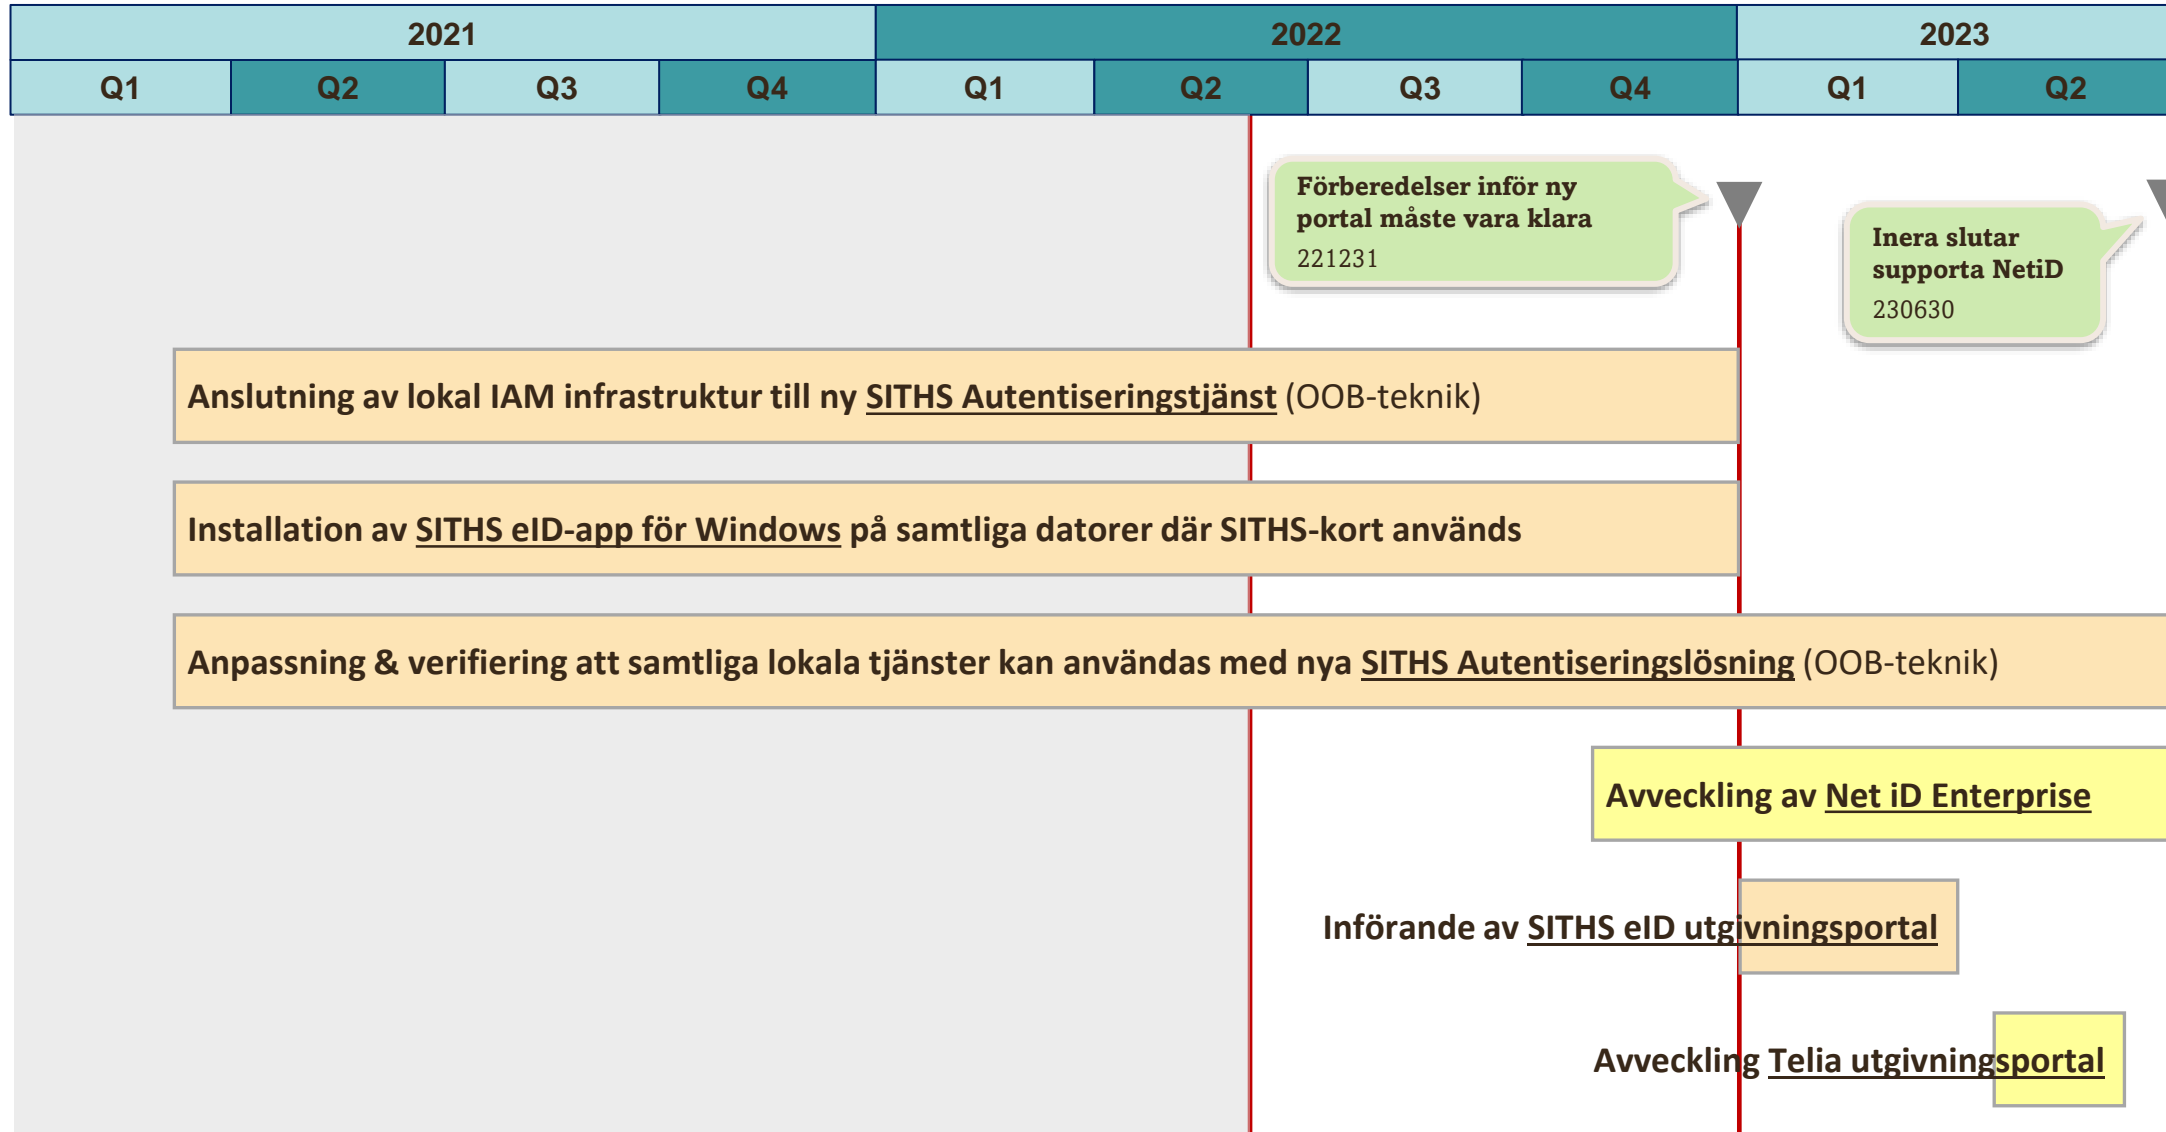 2021 2022 2023
Q1 Q2 Q3 Q4 Q1 Q2 Q3 Q4 Q1 Q2
Förberedelser inför ny
portal måste vara klara
221231
Inera slutar
supporta NetiD
230630
Anslutning av lokal IAM infrastruktur till ny SITHS Autentiseringstjänst (OOB-teknik)
Installation av SITHS eID-app för Windows på samtliga datorer där SITHS-kort används
Anpassning & verifiering att samtliga lokala tjänster kan användas med nya SITHS Autentiseringslösning (OOB-teknik)
Avveckling av Net iD Enterprise
Införande av SITHS eID utgivningsportal
Avveckling Telia utgivningsportal